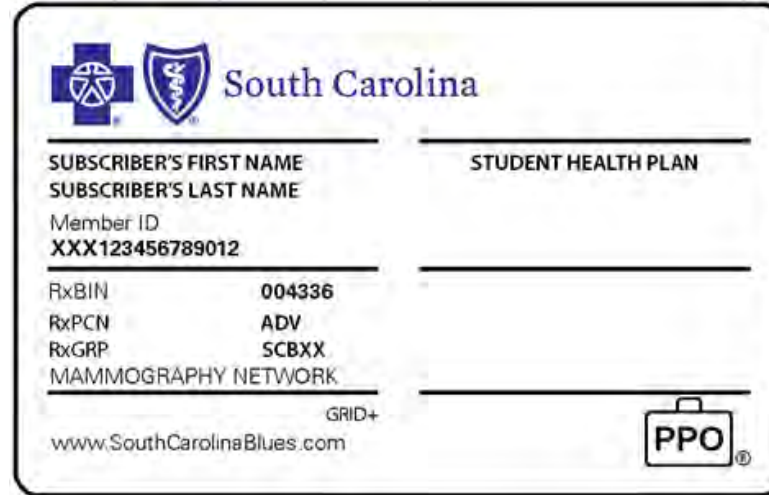 South Carolina
SUBSCRIBER'S FIRST NAME
SUBSCRIBER'S LAST NAME
STUDENT HEALTH PLAN
Member ID
XXX123456789012
RxBIN 004336
RxPCN ADV
RxGRP SCBXX
MAMMOGRAPHY NETWORK
GRID+
www.SouthCarolinaBlues.com
PPO®